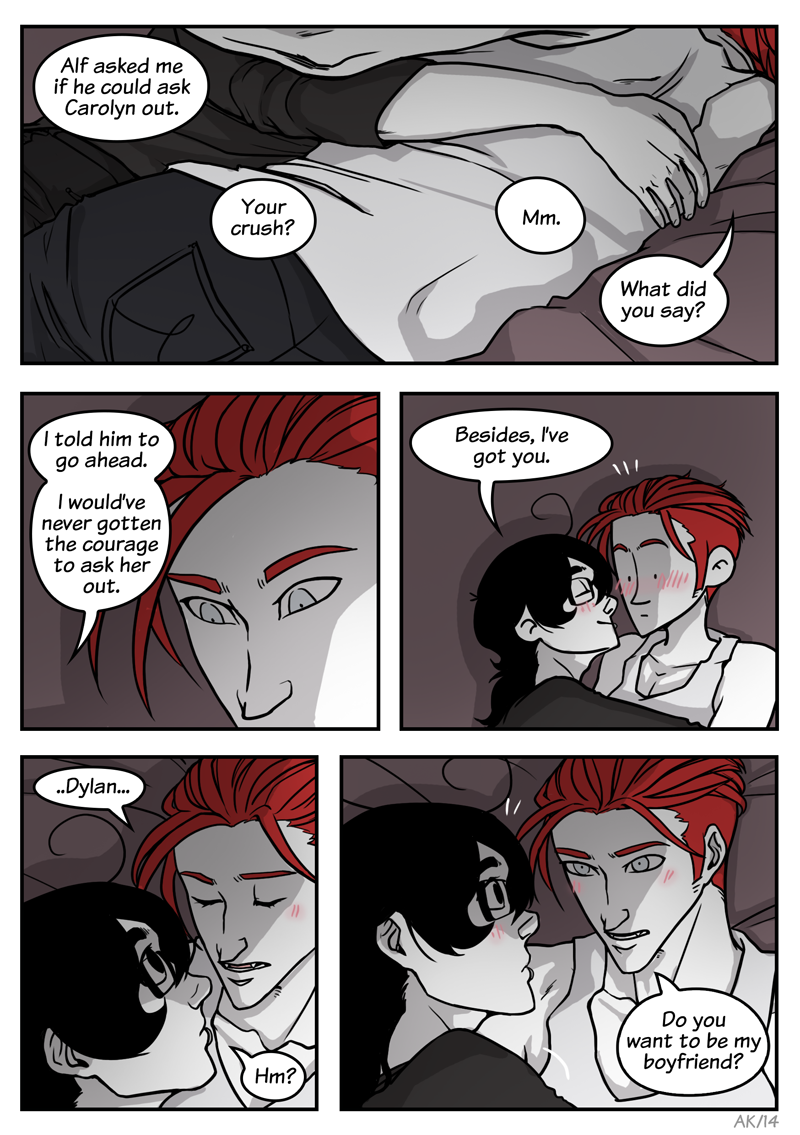 Alf asked me
if he could ask
Carolyn out.
Your
crush?
Mm.
What did
you say?
I told him to
go ahead.
I would've
never gotten
the courage
to ask her
out.
Besides, I've
got you.
..Dylan...
Hm?
Do you
want to be my
boyfriend?
AK/14